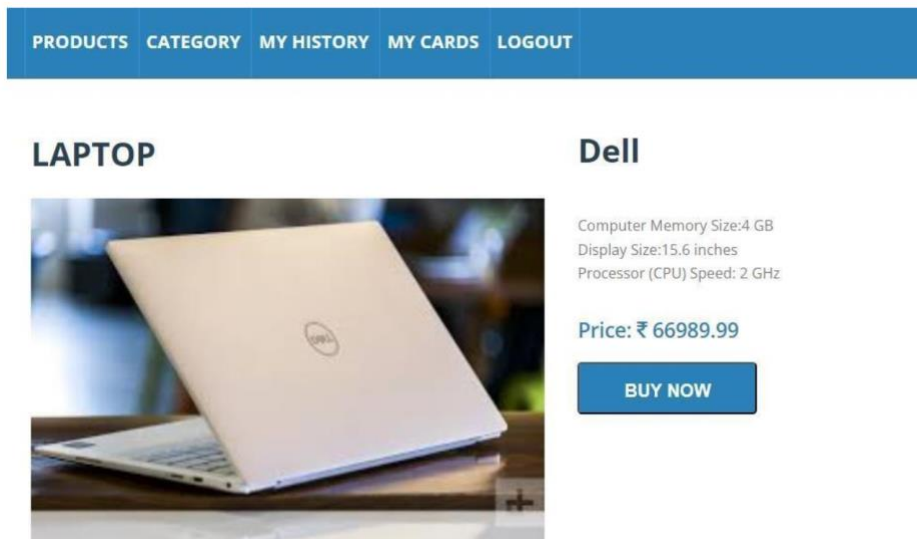 PRODUCTS CATEGORY MY HISTORY MY CARDS LOGOUT
LAPTOP
DELL
Dell
Computer Memory Size:4 GB
Display Size:15.6 inches
Processor (CPU) Speed: 2 GHz
Price: ₹ 66989.99
BUY NOW